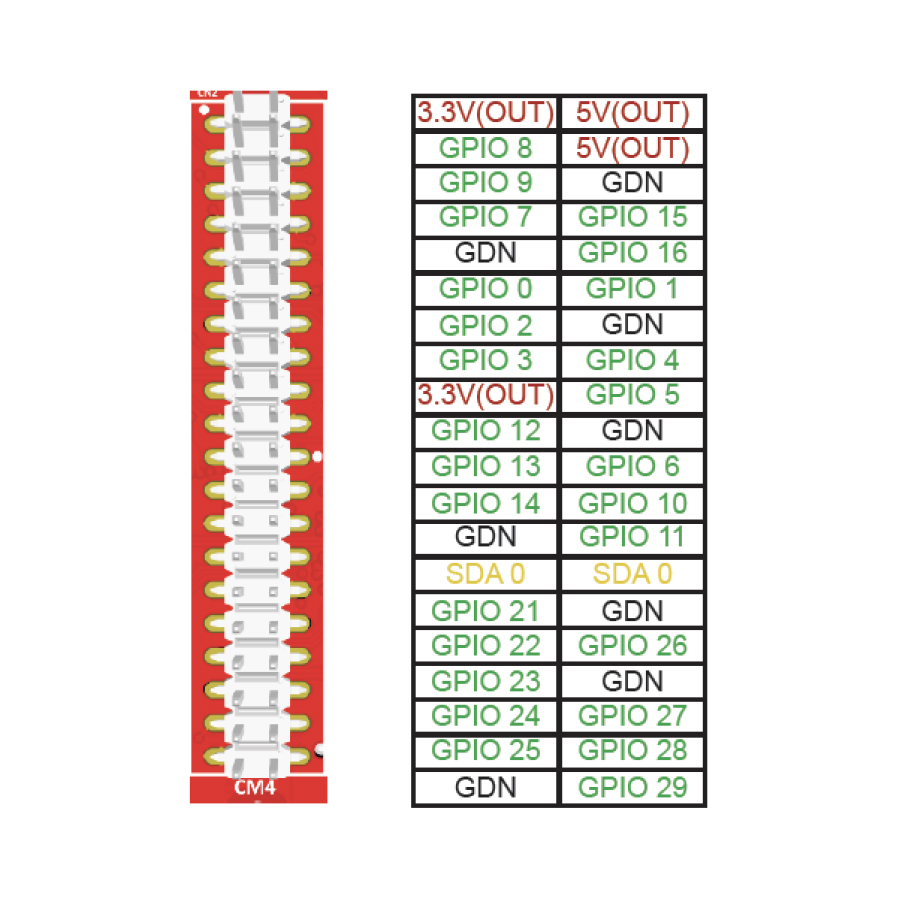 CN2
3.3V(OUT) 5V(OUT)
GPIO 8 5V(OUT)
GPIO 9 GDN
GPIO 7 GPIO 15
GDN GPIO 16
GPIO 0 GPIO 1
GPIO 2 GDN
GPIO 3 GPIO 4
3.3V(OUT) GPIO 5
GPIO 12 GDN
GPIO 13 GPIO 6
GPIO 14 GPIO 10
GDN GPIO 11
SDA 0 SDA 0
GPIO 21 GDN
GPIO 22 GPIO 26
GPIO 23 GDN
GPIO 24 GPIO 27
GPIO 25 GPIO 28
GDN GPIO 29
CM4